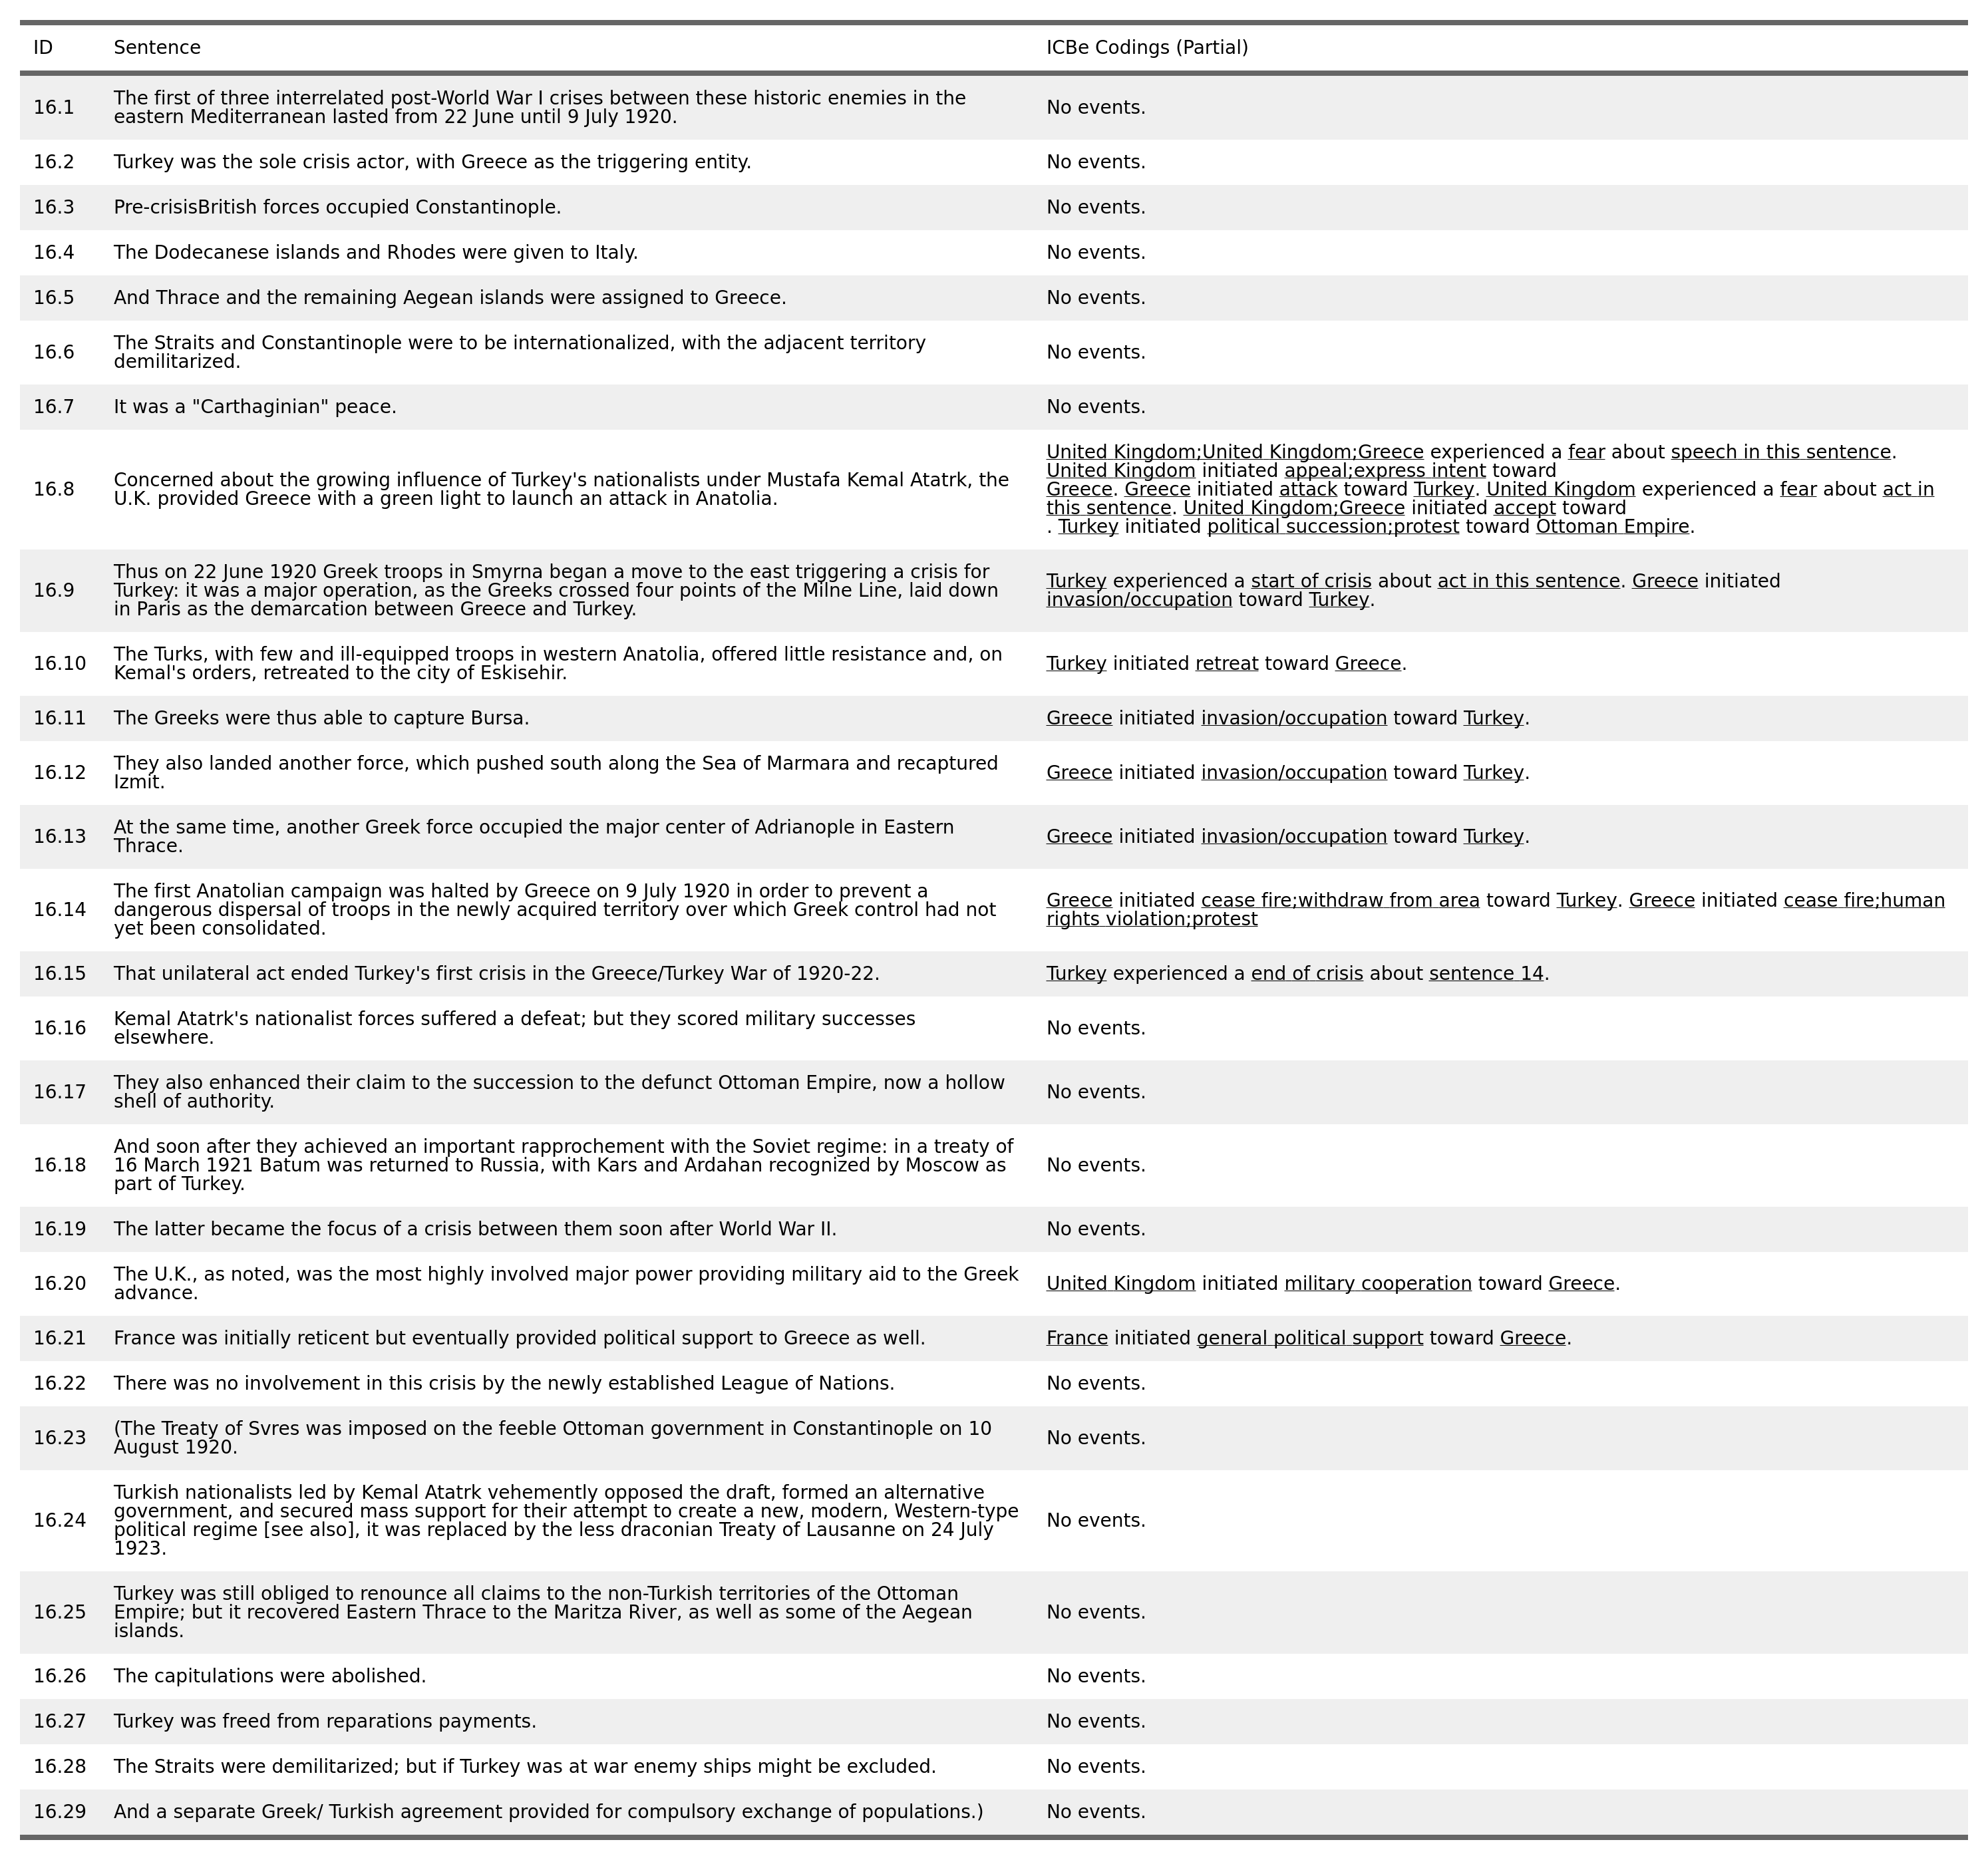 ID Sentence ICBe Codings (Partial)
16.1 The first of three interrelated post-World War I crises between these historic enemies in the
eastern Mediterranean lasted from 22 June until 9 July 1920. No events.
16.2 Turkey was the sole crisis actor, with Greece as the triggering entity. No events.
16.3 Pre-crisisBritish forces occupied Constantinople. No events.
16.4 The Dodecanese islands and Rhodes were given to Italy. No events.
16.5 And Thrace and the remaining Aegean islands were assigned to Greece. No events.
16.6 The Straits and Constantinople were to be internationalized, with the adjacent territory
demilitarized. No events.
16.7 It was a "Carthaginian" peace. No events.
16.8 Concerned about the growing influence of Turkey's nationalists under Mustafa Kemal Atatrk, the
U.K. provided Greece with a green light to launch an attack in Anatolia.
United Kingdom;United Kingdom;Greece experienced a fear about speech in this sentence.
United Kingdom initiated appeal;express intent toward
Greece. Greece initiated attack toward Turkey. United Kingdom experienced a fear about act in
this sentence. United Kingdom;Greece initiated accept toward
. Turkey initiated political succession;protest toward Ottoman Empire.
16.9 Thus on 22 June 1920 Greek troops in Smyrna began a move to the east triggering a crisis for
Turkey: it was a major operation, as the Greeks crossed four points of the Milne Line, laid down
in Paris as the demarcation between Greece and Turkey.
Turkey experienced a start of crisis about act in this sentence. Greece initiated
invasion/occupation toward Turkey.
16.10 The Turks, with few and ill-equipped troops in western Anatolia, offered little resistance and, on
Kemal's orders, retreated to the city of Eskisehir. Turkey initiated retreat toward Greece.
16.11 The Greeks were thus able to capture Bursa. Greece initiated invasion/occupation toward Turkey.
16.12 They also landed another force, which pushed south along the Sea of Marmara and recaptured
Izmit. Greece initiated invasion/occupation toward Turkey.
16.13 At the same time, another Greek force occupied the major center of Adrianople in Eastern
Thrace. Greece initiated invasion/occupation toward Turkey.
16.14 The first Anatolian campaign was halted by Greece on 9 July 1920 in order to prevent a
dangerous dispersal of troops in the newly acquired territory over which Greek control had not
yet been consolidated.
Greece initiated cease fire;withdraw from area toward Turkey. Greece initiated cease fire;human
rights violation;protest
16.15 That unilateral act ended Turkey's first crisis in the Greece/Turkey War of 1920-22. Turkey experienced a end of crisis about sentence 14.
16.16 Kemal Atatrk's nationalist forces suffered a defeat; but they scored military successes
elsewhere. No events.
16.17 They also enhanced their claim to the succession to the defunct Ottoman Empire, now a hollow
shell of authority. No events.
16.18 And soon after they achieved an important rapprochement with the Soviet regime: in a treaty of
16 March 1921 Batum was returned to Russia, with Kars and Ardahan recognized by Moscow as
part of Turkey. No events.
16.19 The latter became the focus of a crisis between them soon after World War II. No events.
16.20 The U.K., as noted, was the most highly involved major power providing military aid to the Greek
advance. United Kingdom initiated military cooperation toward Greece.
16.21 France was initially reticent but eventually provided political support to Greece as well. France initiated general political support toward Greece.
16.22 There was no involvement in this crisis by the newly established League of Nations. No events.
16.23 (The Treaty of Svres was imposed on the feeble Ottoman government in Constantinople on 10
August 1920. No events.
16.24 Turkish nationalists led by Kemal Atatrk vehemently opposed the draft, formed an alternative
government, and secured mass support for their attempt to create a new, modern, Western-type
political regime [see also], it was replaced by the less draconian Treaty of Lausanne on 24 July
1923. No events.
16.25 Turkey was still obliged to renounce all claims to the non-Turkish territories of the Ottoman
Empire; but it recovered Eastern Thrace to the Maritza River, as well as some of the Aegean
islands. No events.
16.26 The capitulations were abolished. No events.
16.27 Turkey was freed from reparations payments. No events.
16.28 The Straits were demilitarized; but if Turkey was at war enemy ships might be excluded. No events.
16.29 And a separate Greek/ Turkish agreement provided for compulsory exchange of populations.) No events.